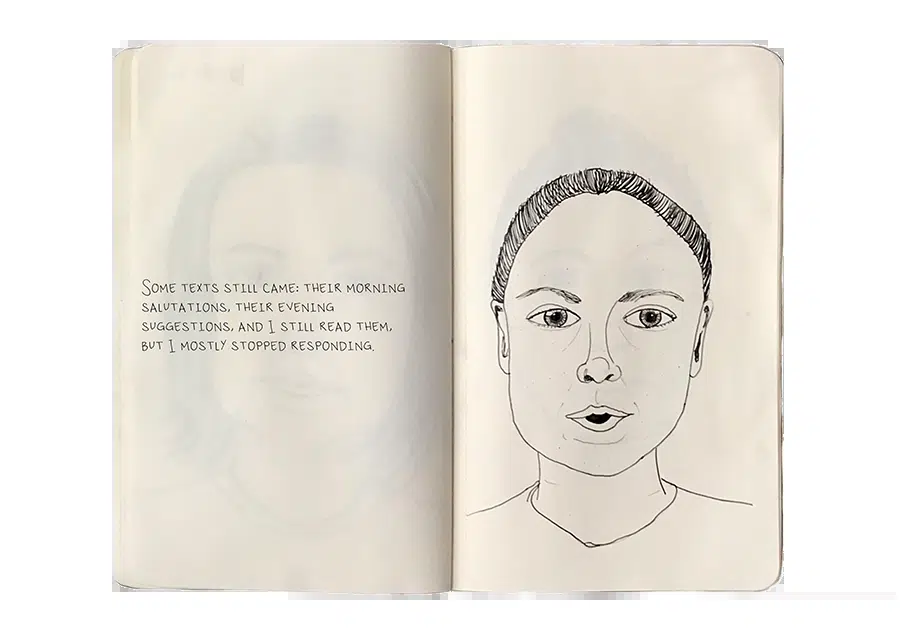 SOME TEXTS STILL CAME: THEIR MORNING
SALUTATIONS, THEIR EVENING
SUGGESTIONS, AND I STILL READ THEM,
BUT I MOSTLY STOPPED RESPONDING.